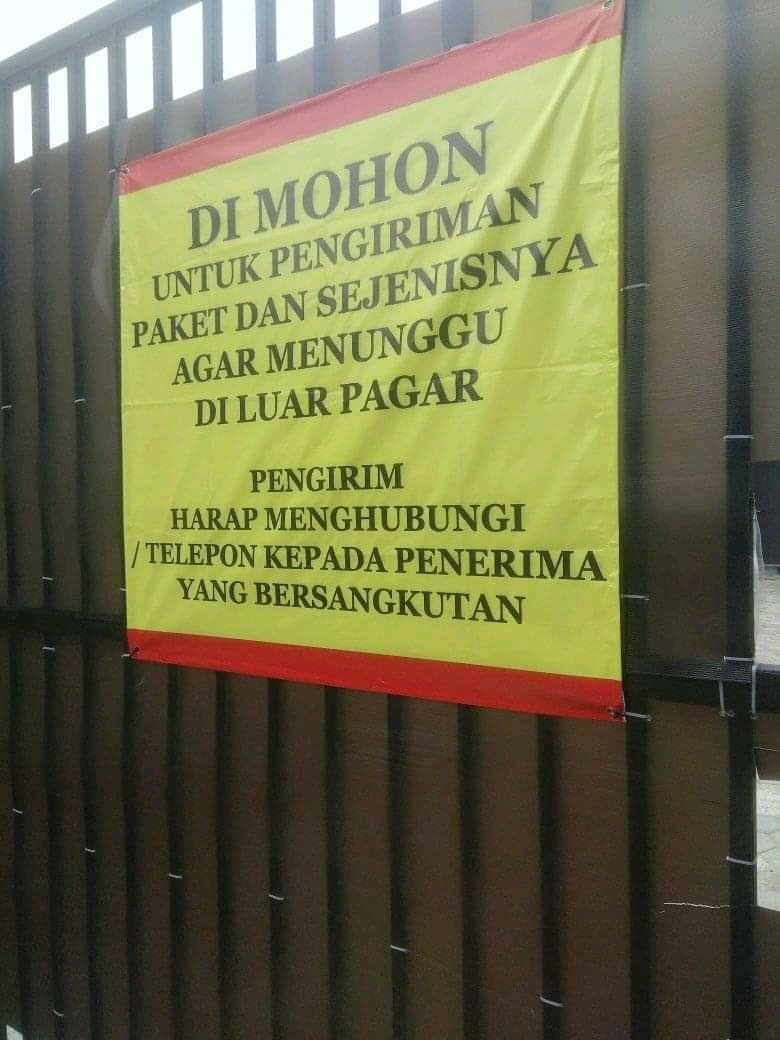 DI MOHON
UNTUK PENGIRIMAN
PAKET DAN SEJENISNYA
AGAR MENUNGGU
DI LUAR PAGAR
PENGIRIM
HARAP MENGHUBUNGI
/ TELEPON KEPADA PENERIMA
YANG BERSANGKUTAN